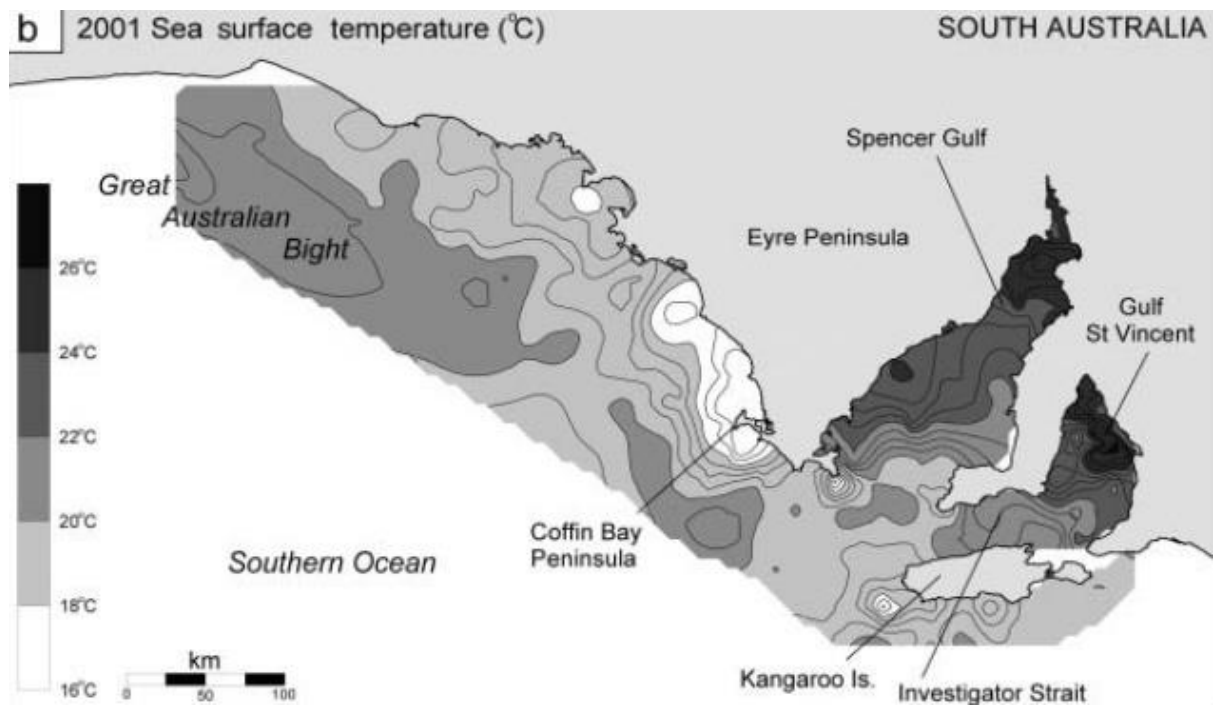 b 2001 Sea surface temperature (°C) SOUTH AUSTRALIA
Spencer Gulf
Great
Australian
Bight
Eyre Peninsula
Gulf
St Vincent
26°C
24°C
22°C
20°C
18°C
16°C
Coffin Bay
Peninsula
Southern Ocean
km
0 50 100
Kangaroo Is.
Investigator Strait